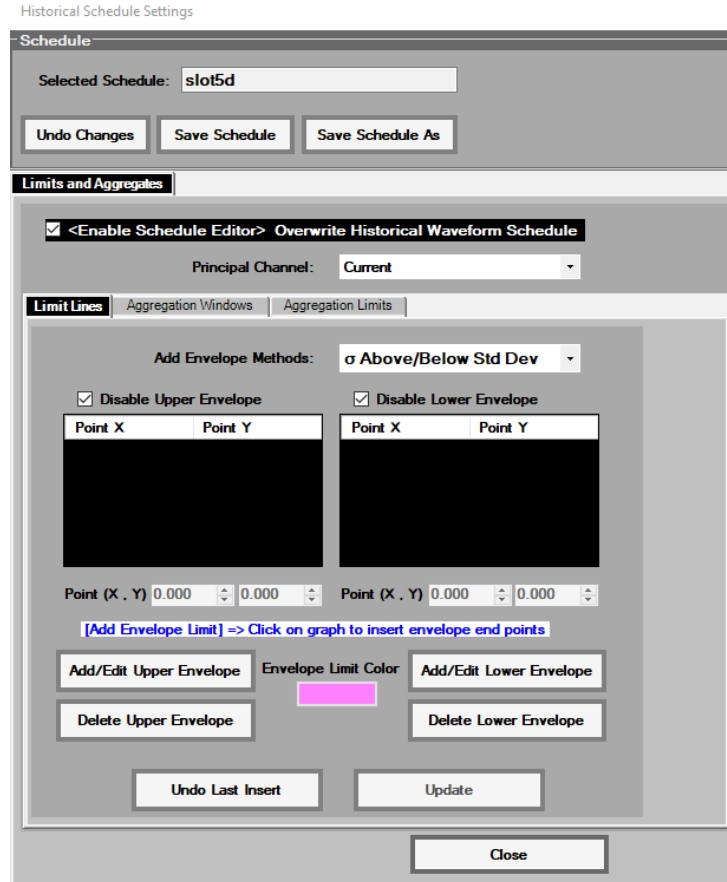 Historical Schedule Settings
Schedule
Selected Schedule: slot5d
Undo Changes Save Schedule Save Schedule As
Limits and Aggregates
<Enable Schedule Editor> Overwrite Historical Waveform Schedule
Principal Channel: Current
Limit Lines Aggregation Windows Aggregation Limits
Add Envelope Methods: σ Above/Below Std Dev
Disable Upper Envelope Disable Lower Envelope
Point X Point Y Point X Point Y
Point (X , Y) 0.000 0.000 Point (X , Y) 0.000 0.000
[Add Envelope Limit] => Click on graph to insert envelope end points
Add/Edit Upper Envelope Envelope Limit Color Add/Edit Lower Envelope
Delete Upper Envelope Delete Lower Envelope
Undo Last Insert Update
Close